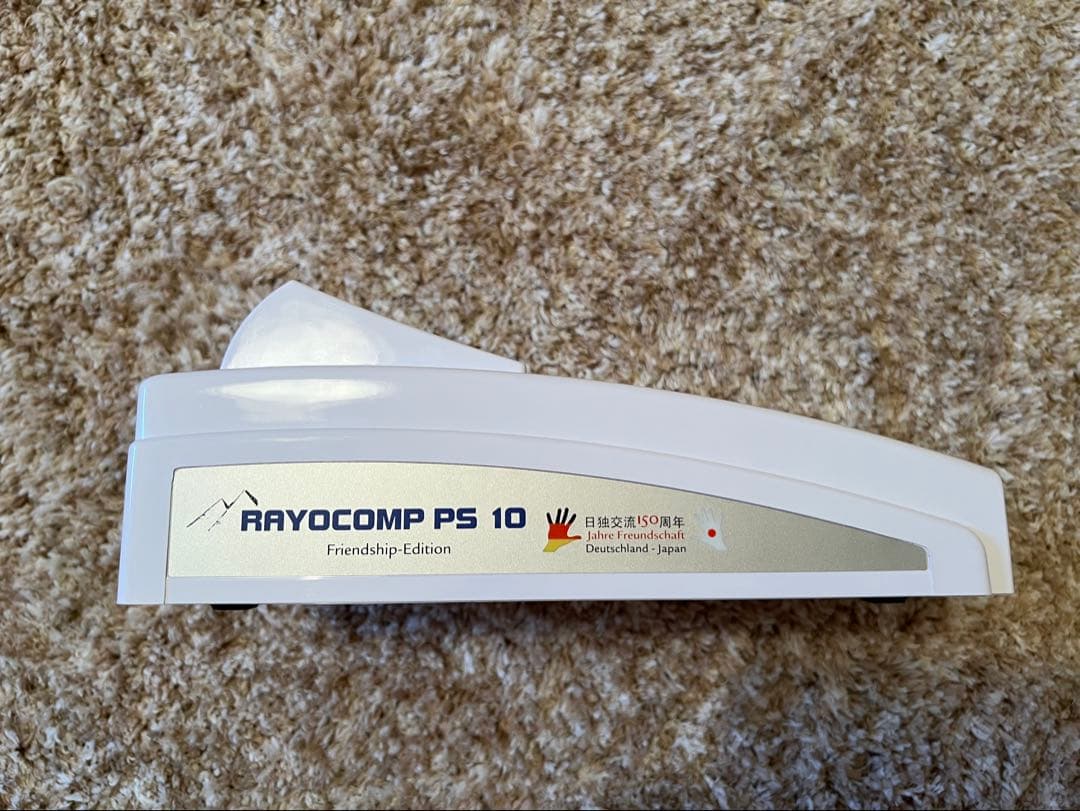 RAYOCOMP PS 10
Friendship-Edition
日独交流150周年
Jahre Freundschaft
Deutschland - Japan